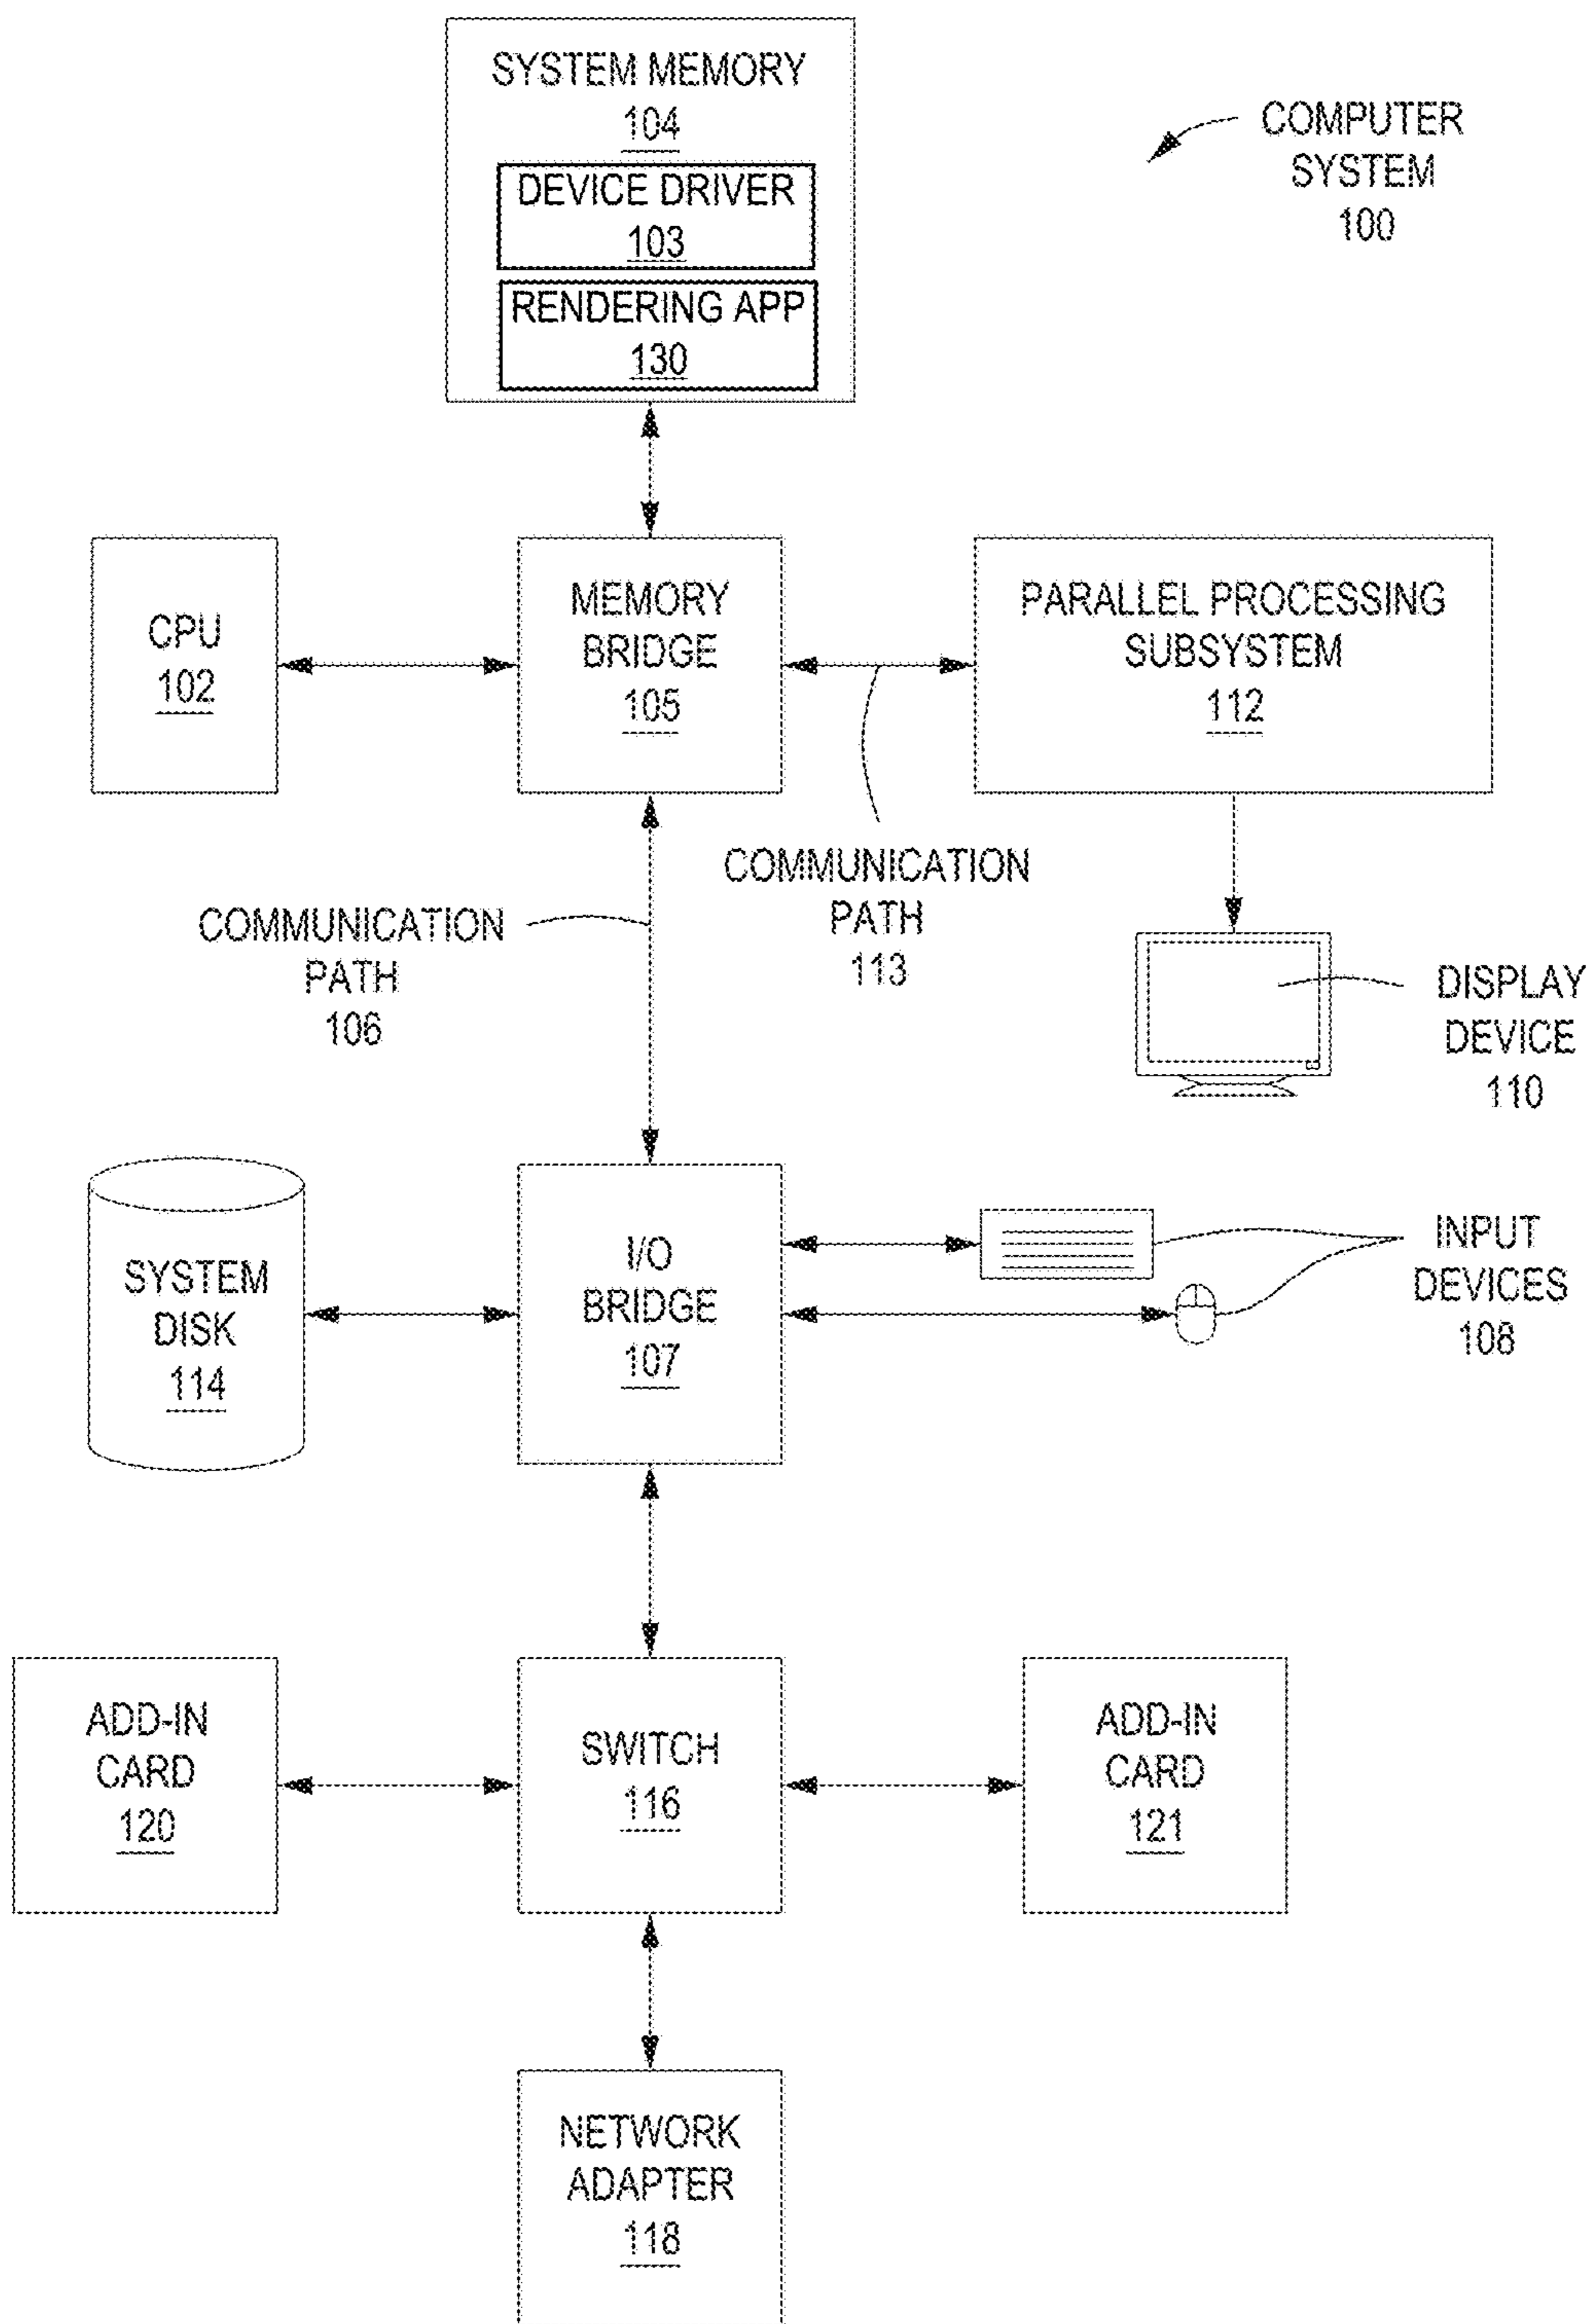 SYSTEM MEMORY
104
DEVICE DRIVER
103
RENDERING APP
130
COMPUTER
SYSTEM
100
CPU
102
MEMORY
BRIDGE
105
PARALLEL PROCESSING
SUBSYSTEM
112
COMMUNICATION
PATH
113
COMMUNICATION
PATH
106
DISPLAY
DEVICE
110
SYSTEM
DISK
114
I/O
BRIDGE
107
INPUT
DEVICES
108
ADD-IN
CARD
120
SWITCH
116
ADD-IN
CARD
121
NETWORK
ADAPTER
118